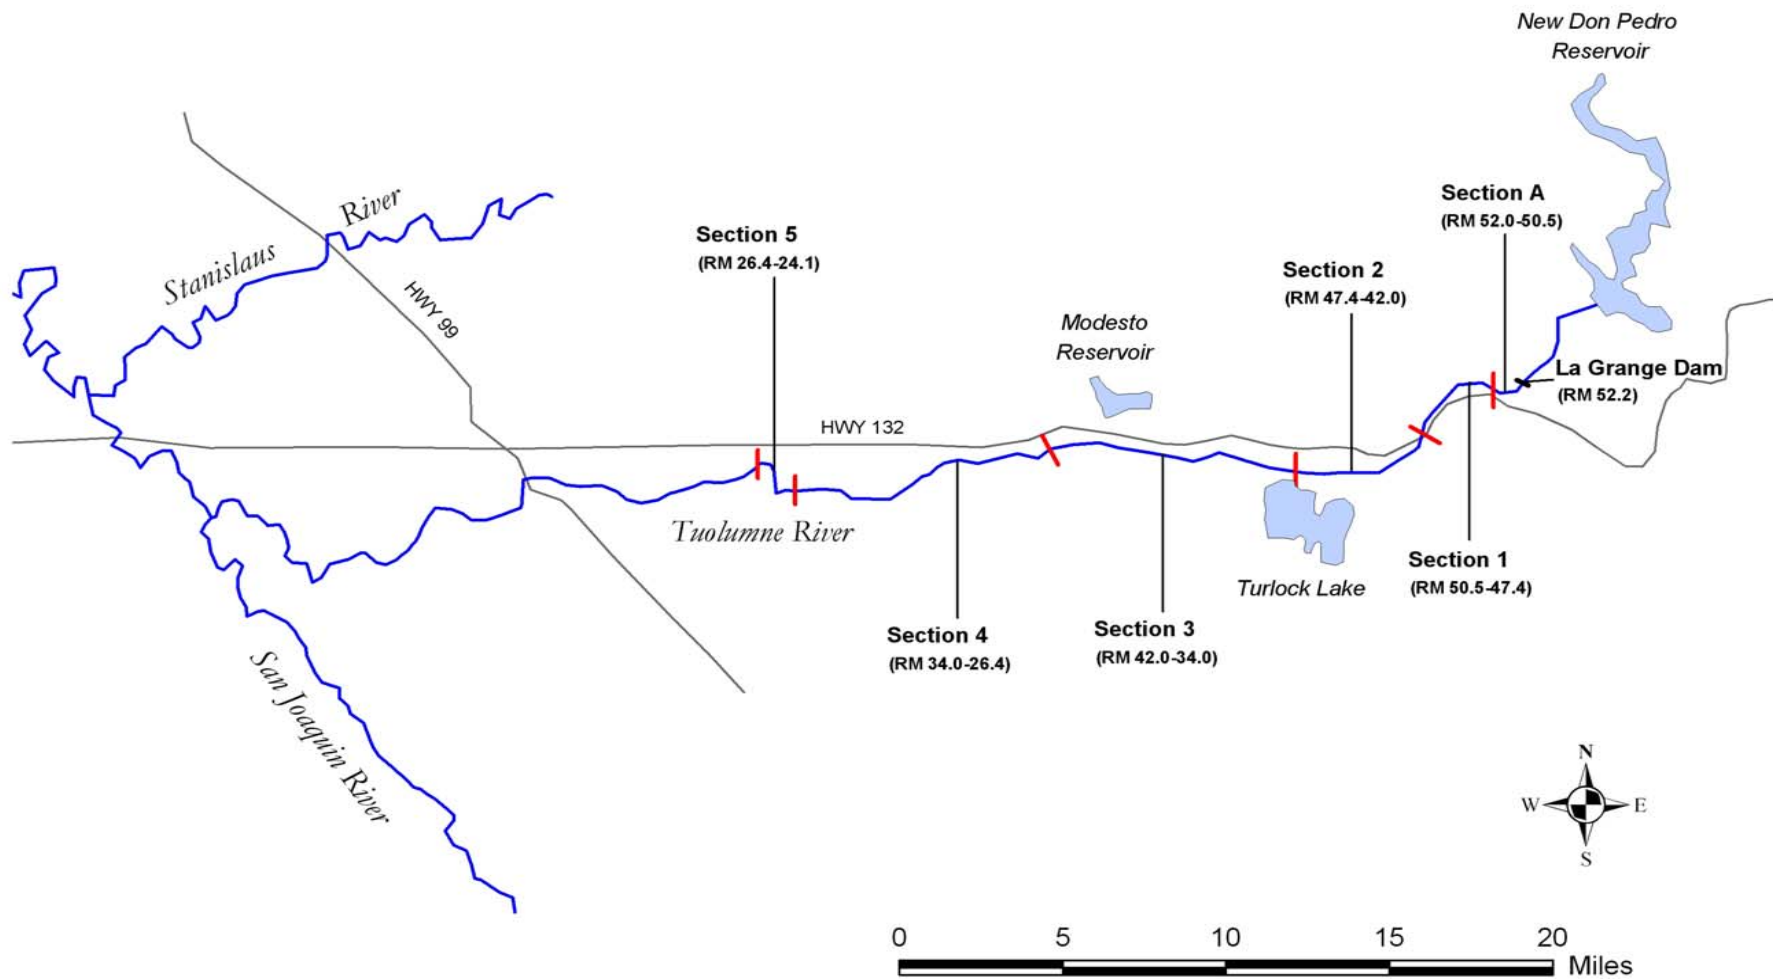 New Don Pedro
Reservoir
Section A
(RM 52.0-50.5)
River
Stanislaus
Section 5
(RM 26.4-24.1)
Section 2
(RM 47.4-42.0)
HWY 99
Modesto
Reservoir
La Grange Dam
(RM 52.2)
HWY 132
Tuolumne River
Section 1
(RM 50.5-47.4)
Turlock Lake
Section 4
(RM 34.0-26.4)
Section 3
(RM 42.0-34.0)
San Joaquin River
N
W
E
S
0 5 10 15 20
Miles